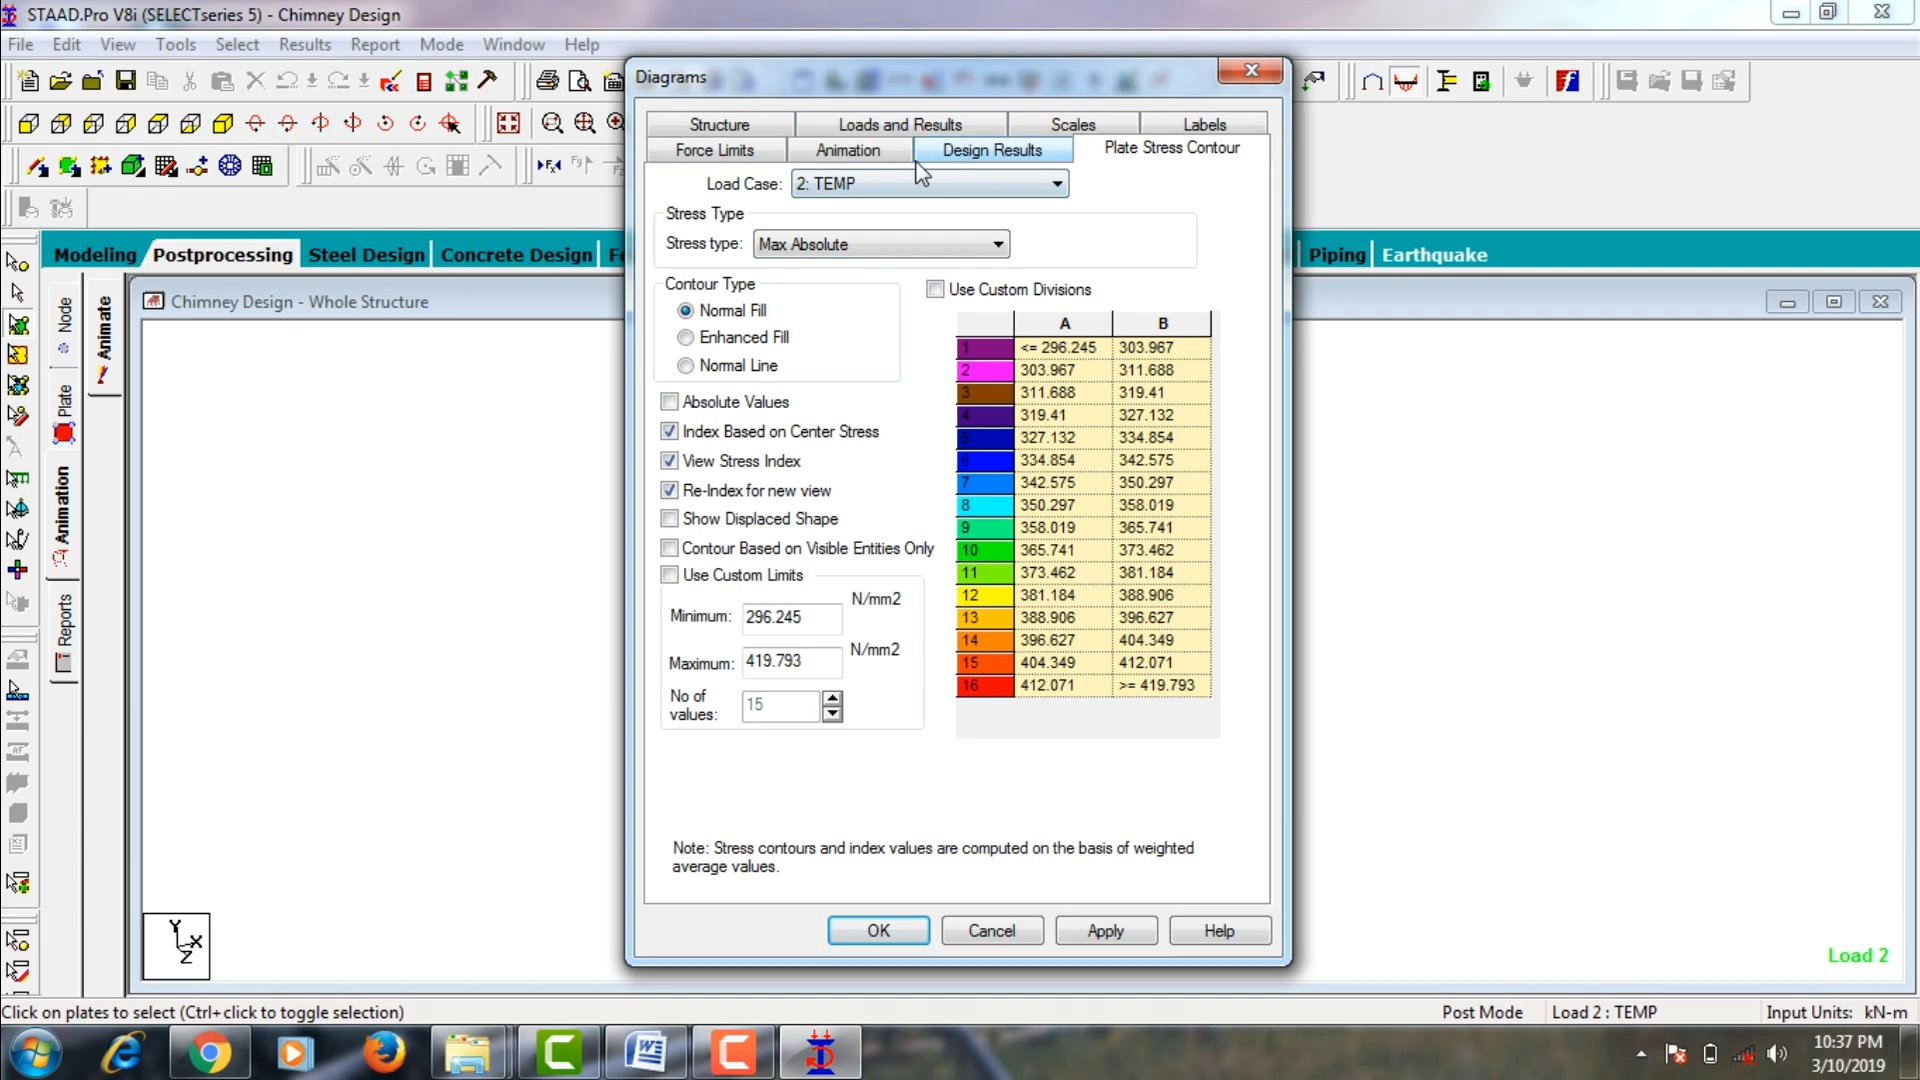 STAAD.Pro V8i (SELECTseries 5) - Chimney Design
File Edit View Tools Select Results Report Mode Window Help
Diagrams
Structure Loads and Results Scales Labels
Force Limits Animation Design Results Plate Stress Contour
Load Case: 2: TEMP
Stress Type
Stress type: Max Absolute
Modeling Postprocessing Steel Design Concrete Design Piping Earthquake
Chimney Design - Whole Structure
Node
Plate
Animation
Reports
Animate
Contour Type
Normal Fill
Enhanced Fill
Normal Line
Use Custom Divisions
A B
1 <= 296.245 303.967
2 303.967 311.688
3 311.688 319.41
4 319.41 327.132
5 327.132 334.854
6 334.854 342.575
7 342.575 350.297
8 350.297 358.019
9 358.019 365.741
10 365.741 373.462
11 373.462 381.184
12 381.184 388.906
13 388.906 396.627
14 396.627 404.349
15 404.349 412.071
16 412.071 >= 419.793
Absolute Values
Index Based on Center Stress
View Stress Index
Re-Index for new view
Show Displaced Shape
Contour Based on Visible Entities Only
Use Custom Limits
N/mm2
Minimum: 296.245
N/mm2
Maximum: 419.793
No of
values: 15
Note: Stress contours and index values are computed on the basis of weighted
average values.
OK Cancel Apply Help
Y
X
Z
Load 2
Click on plates to select (Ctrl+click to toggle selection) Post Mode Load 2 : TEMP Input Units: kN-m
10:37 PM
3/10/2019